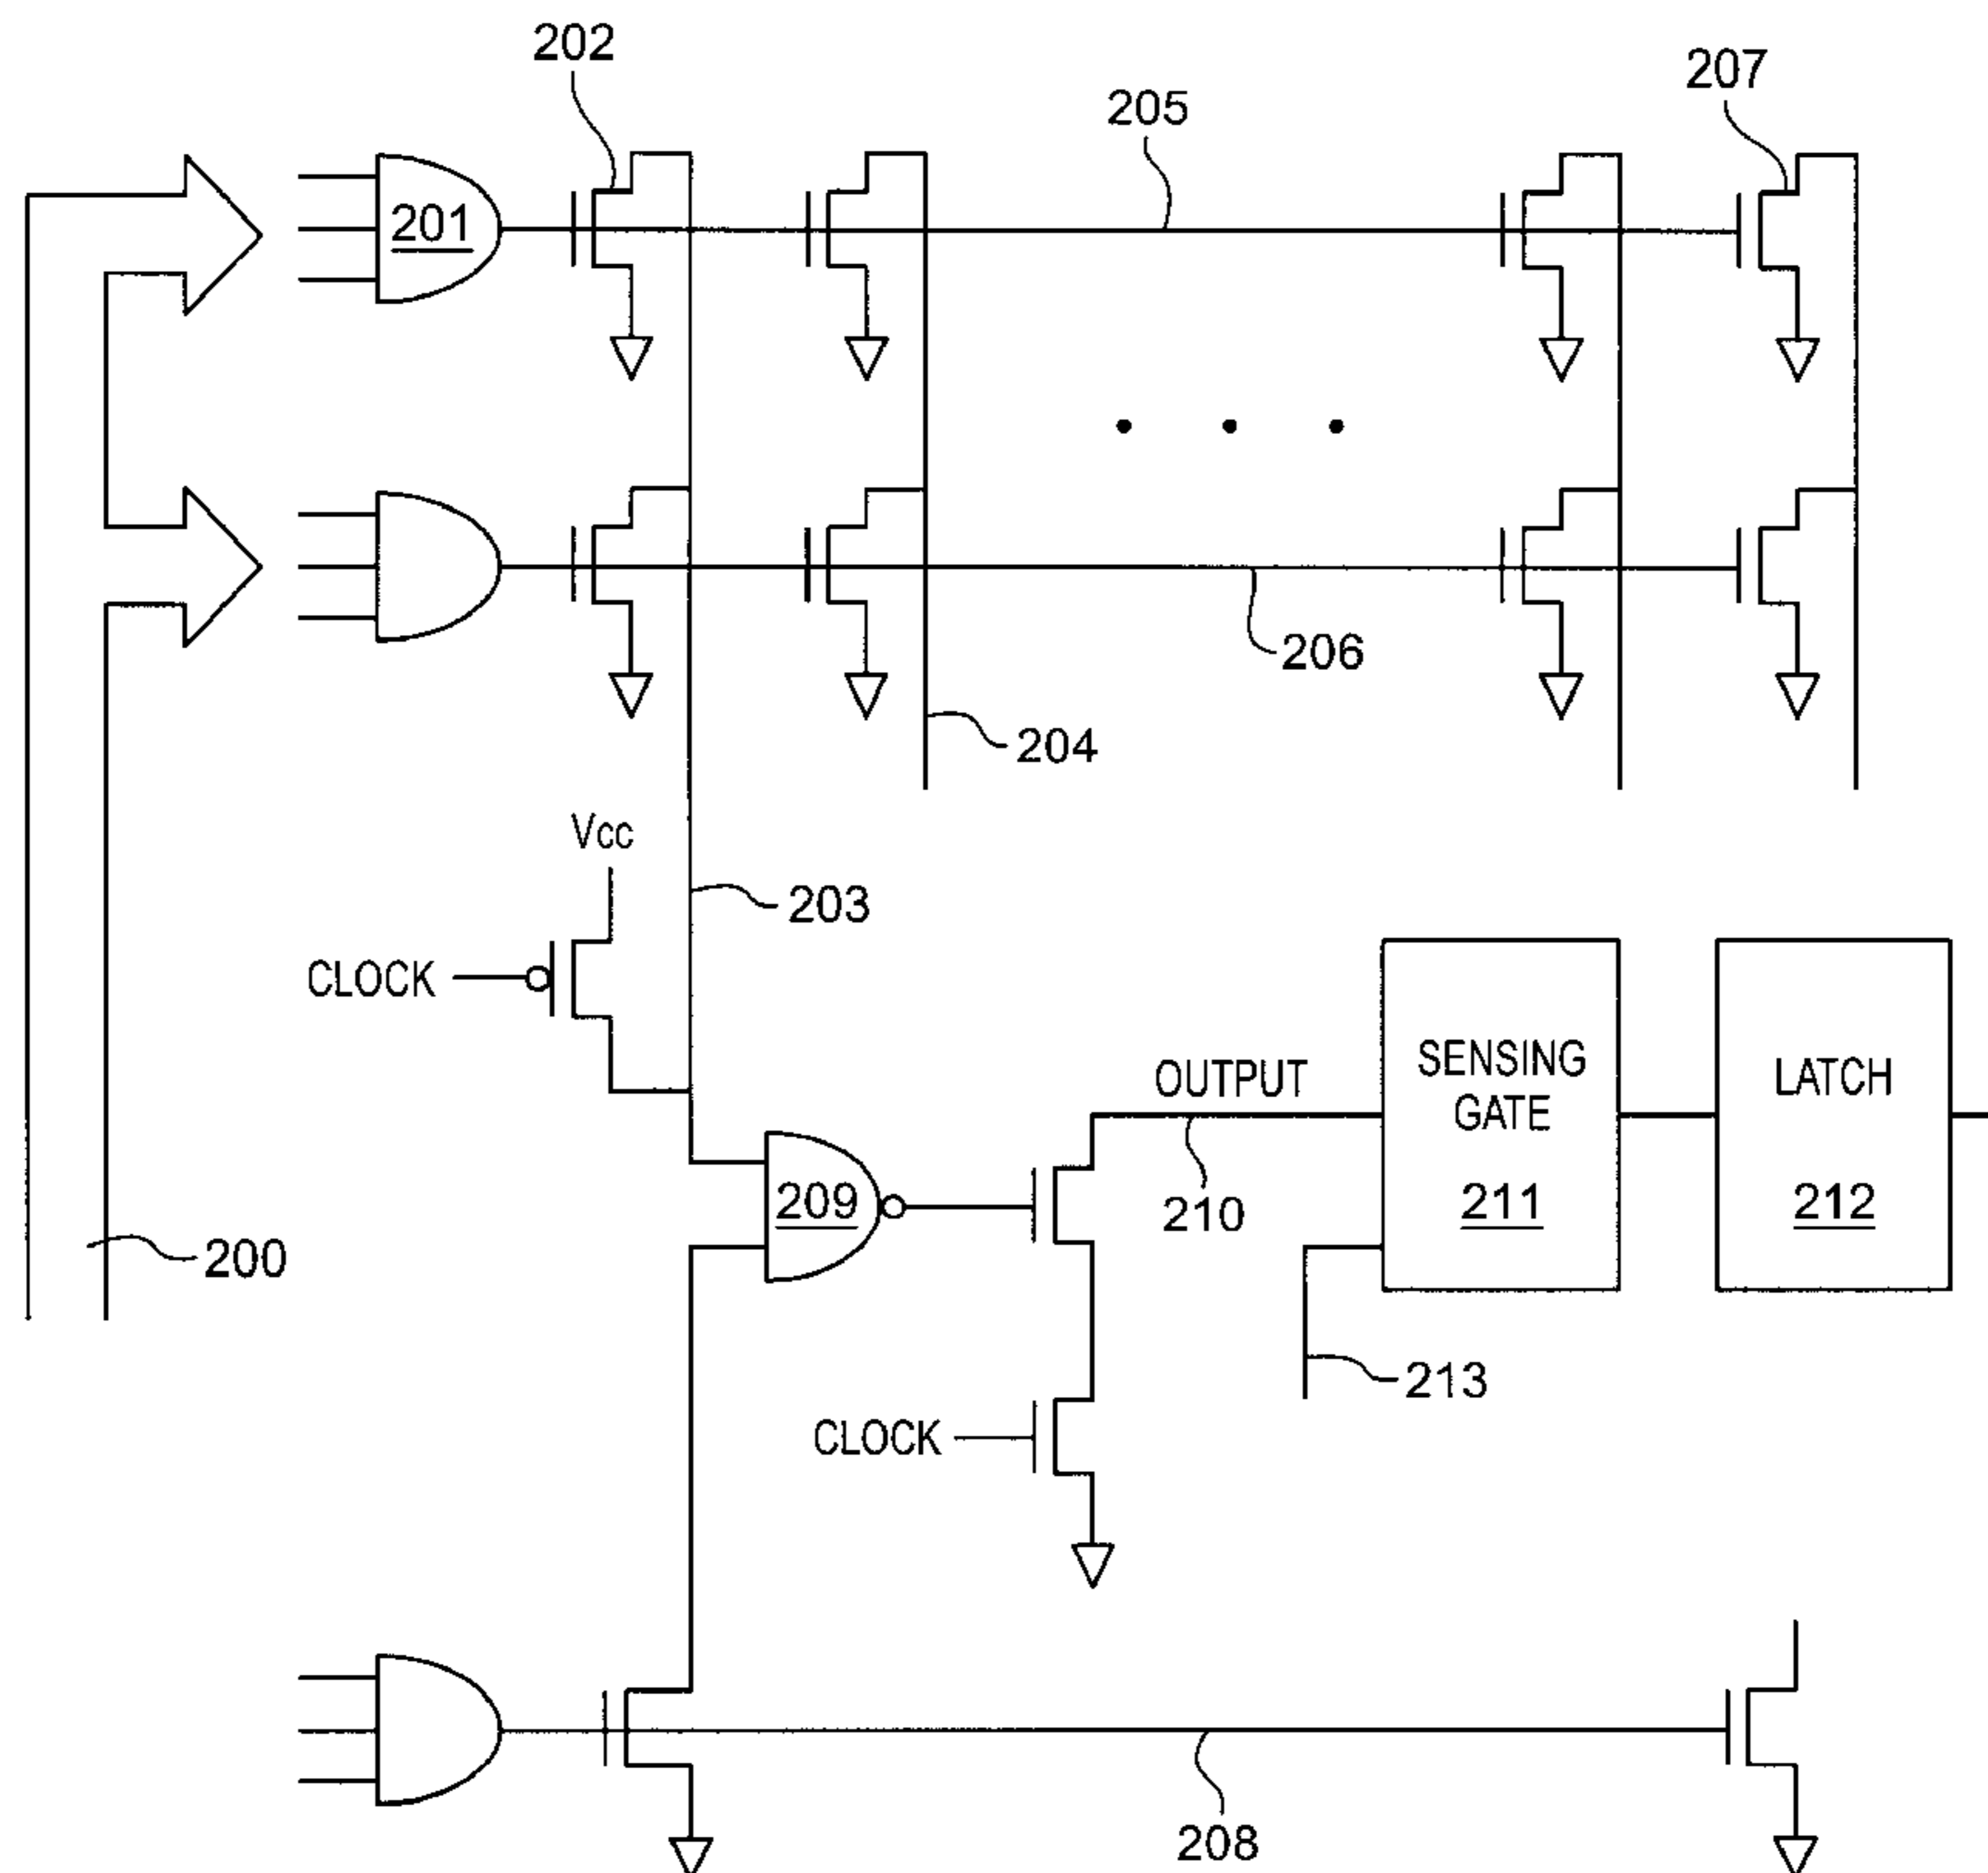 202
207
205
201
206
204
Vcc
203
CLOCK
OUTPUT
SENSING
GATE
LATCH
209
210
211
212
200
213
CLOCK
208